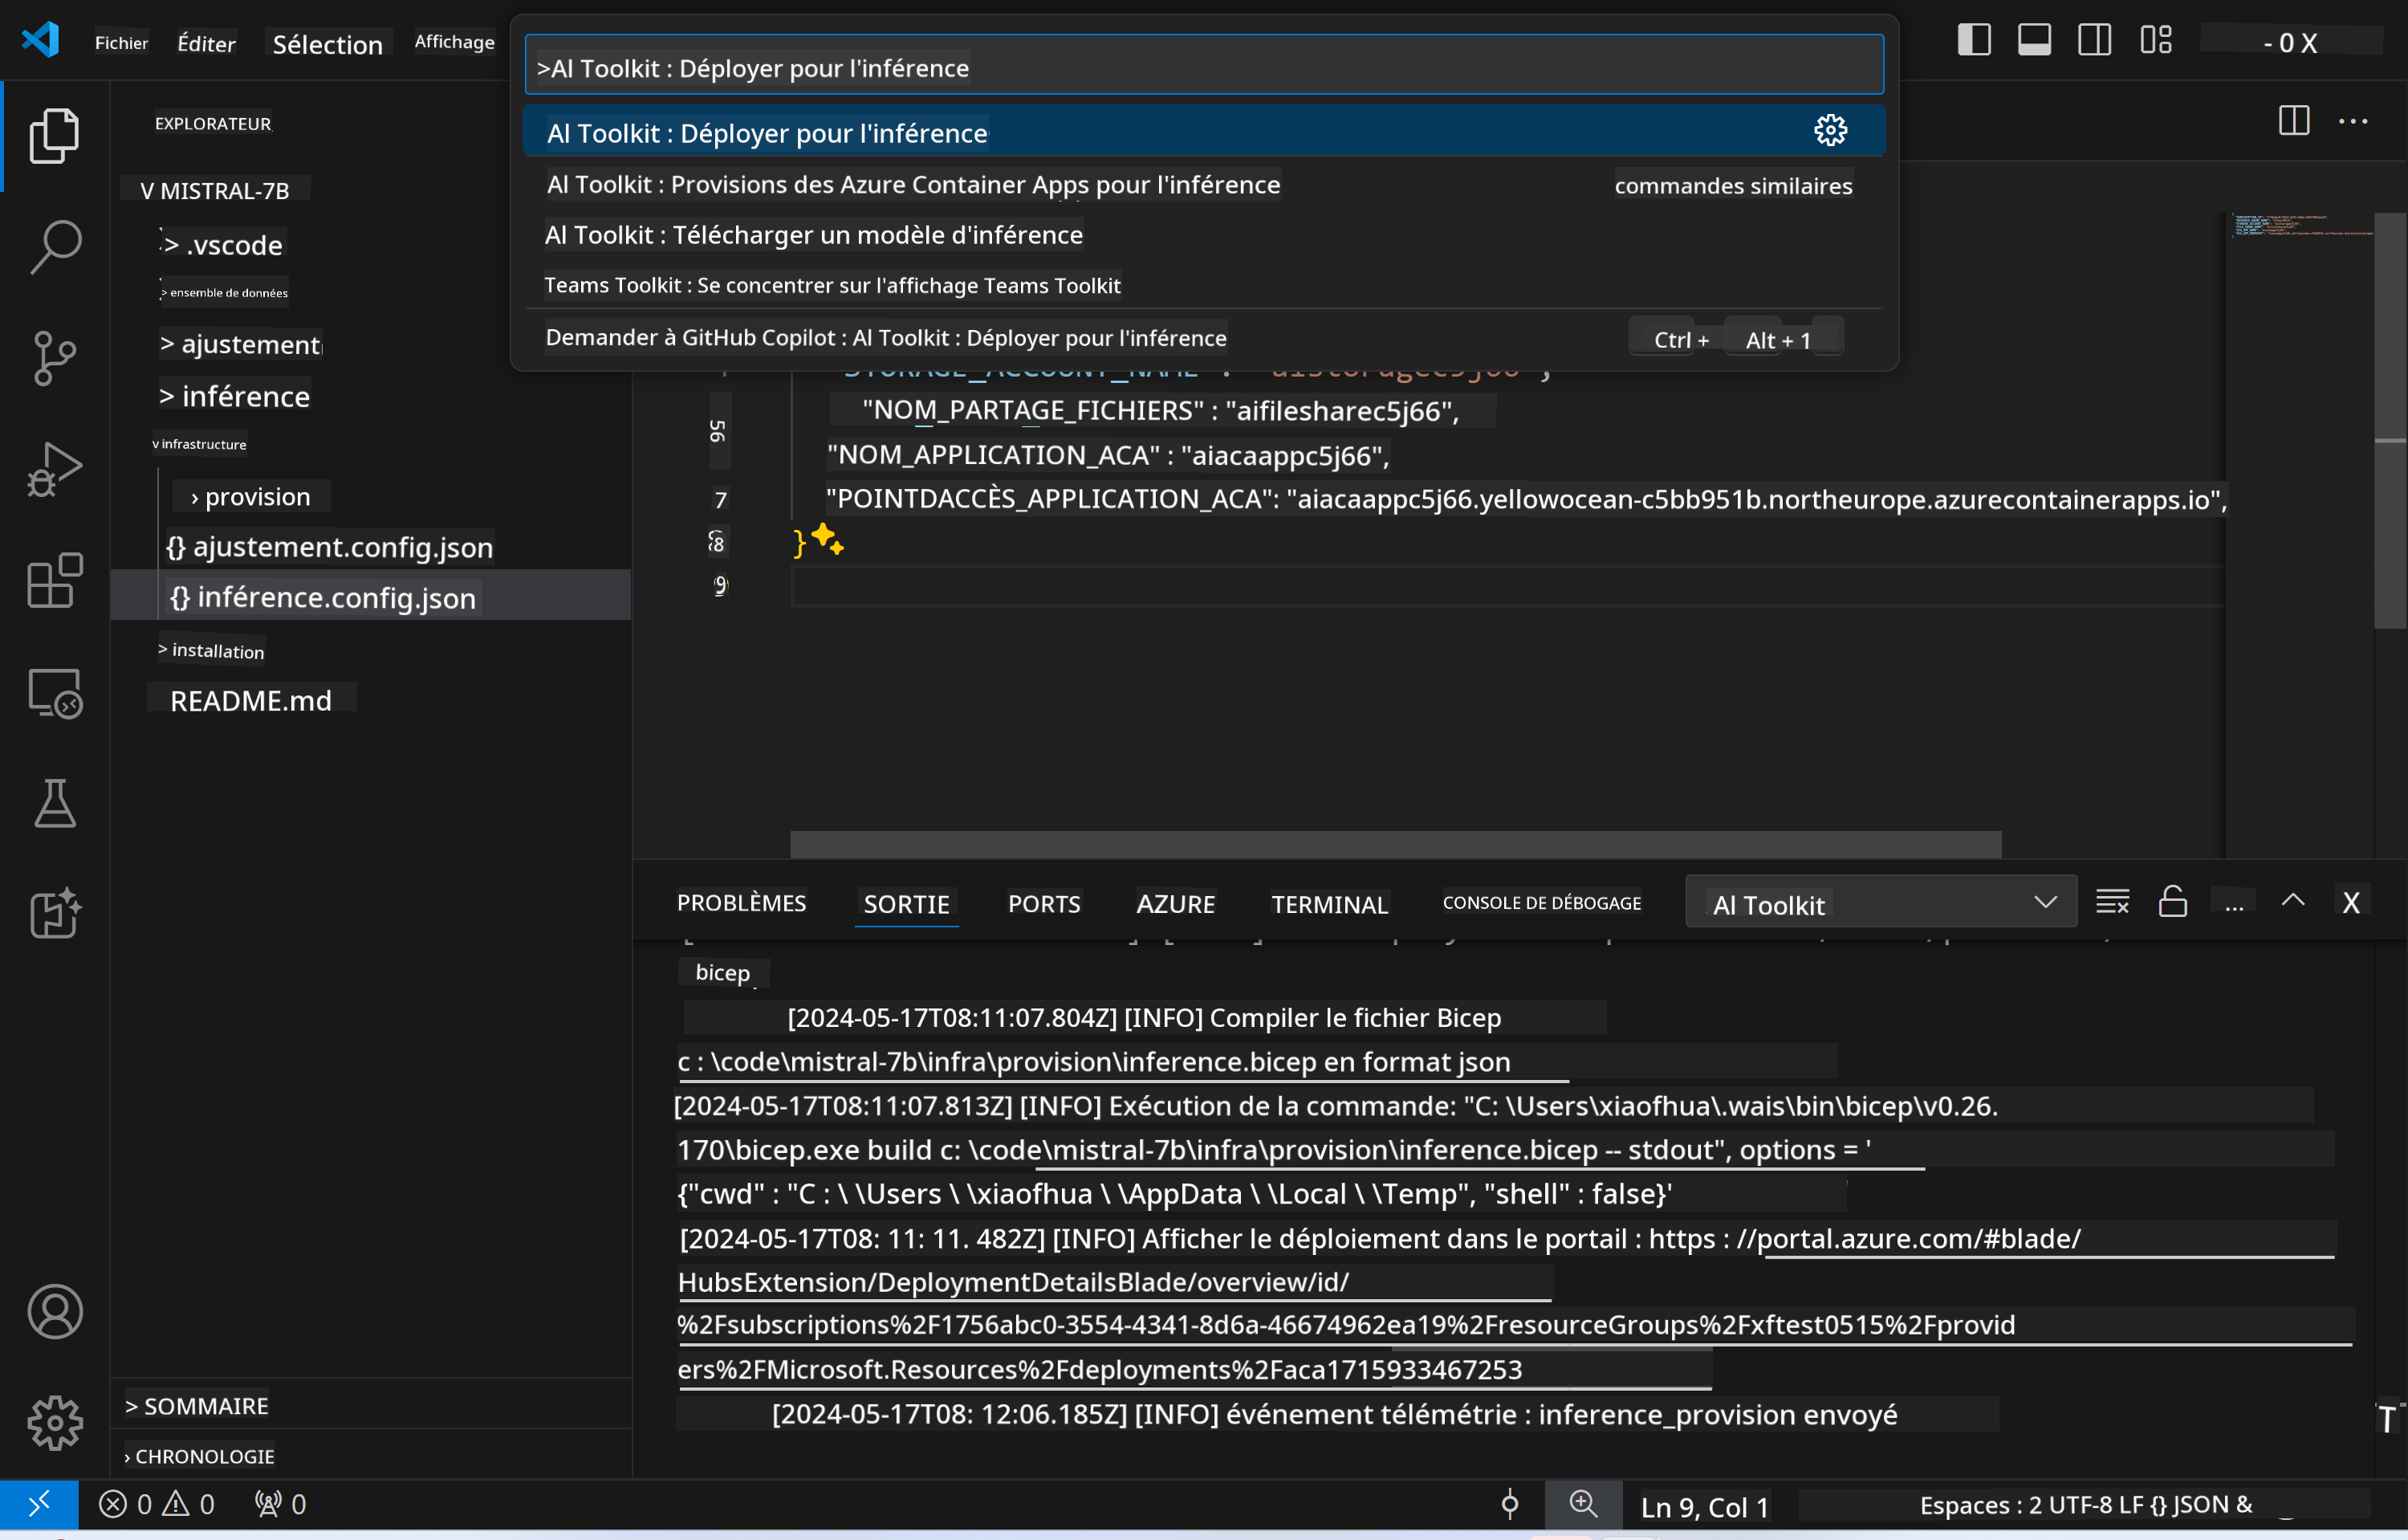 Fichier Éditer Sélection Affichage
- 0 X
>Al Toolkit : Déployer pour l'inférence
Al Toolkit : Déployer pour l'inférence
Al Toolkit : Provisions des Azure Container Apps pour l'inférence commandes similaires
Al Toolkit : Télécharger un modèle d'inférence
Teams Toolkit : Se concentrer sur l'affichage Teams Toolkit
Demander à GitHub Copilot : Al Toolkit : Déployer pour l'inférence Ctrl + Alt + 1
EXPLORATEUR
V MISTRAL-7B
> .vscode
> ensemble de données
> ajustement
> inférence
v infrastructure
› provision
{} ajustement.config.json
{} inférence.config.json
> installation
README.md
> SOMMAIRE
› CHRONOLOGIE
"NOM_PARTAGE_FICHIERS" : "aifilesharec5j66",
56
"NOM_APPLICATION_ACA" : "aiacaappc5j66",
7 "POINTDACCÈS_APPLICATION_ACA": "aiacaappc5j66.yellowocean-c5bb951b.northeurope.azurecontainerapps.io",
8 }
9
PROBLÈMES SORTIE PORTS AZURE TERMINAL CONSOLE DE DÉBOGAGE Al Toolkit ... X
bicep
[2024-05-17T08:11:07.804Z] [INFO] Compiler le fichier Bicep
c : \code\mistral-7b\infra\provision\inference.bicep en format json
[2024-05-17T08:11:07.813Z] [INFO] Exécution de la commande: "C: \Users\xiaofhua\.wais\bin\bicep\v0.26.
170\bicep.exe build c: \code\mistral-7b\infra\provision\inference.bicep -- stdout", options = '
{"cwd" : "C : \ \Users \ \xiaofhua \ \AppData \ \Local \ \Temp", "shell" : false}'
[2024-05-17T08: 11: 11. 482Z] [INFO] Afficher le déploiement dans le portail : https : //portal.azure.com/#blade/
HubsExtension/DeploymentDetailsBlade/overview/id/
%2Fsubscriptions%2F1756abc0-3554-4341-8d6a-46674962ea19%2FresourceGroups%2Fxftest0515%2Fprovid
ers%2FMicrosoft.Resources%2Fdeployments%2Faca1715933467253
[2024-05-17T08: 12:06.185Z] [INFO] événement télémétrie : inference_provision envoyé
T
0 0 0 Ln 9, Col 1 Espaces : 2 UTF-8 LF {} JSON &